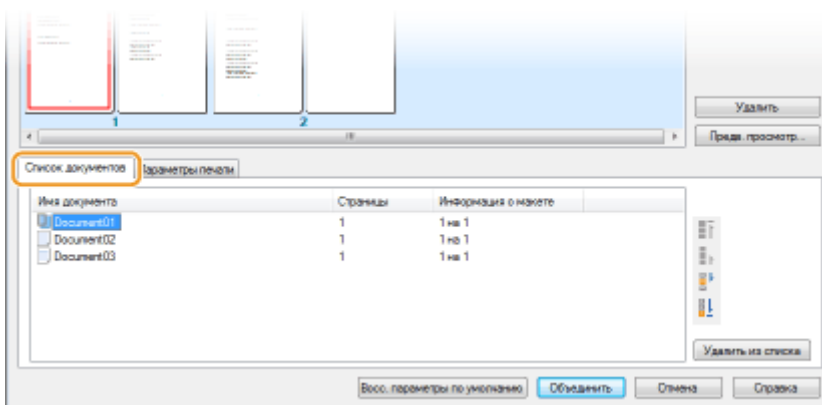 Удалить
1 2
Предв. просмотр...
Список документов Параметры печати
Имя документа Страницы Информация о макете
Document01 1 1 на 1
Document02 1 1 на 1
Document03 1 1 на 1
Удалить из списка
Восс. параметры по умолчанию Объединить Отмена Справка